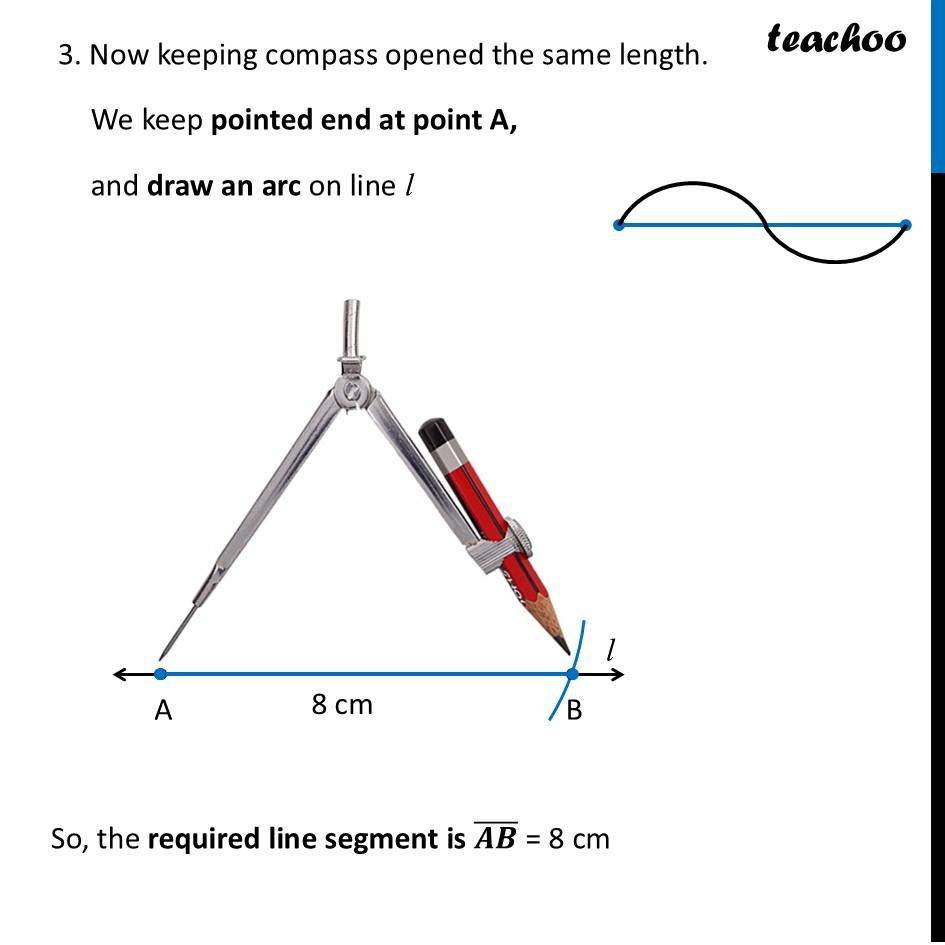 teachoo
3. Now keeping compass opened the same length.
We keep pointed end at point A,
and draw an arc on line l
l
A
8 cm
B
So, the required line segment is A̅B̅ = 8 cm